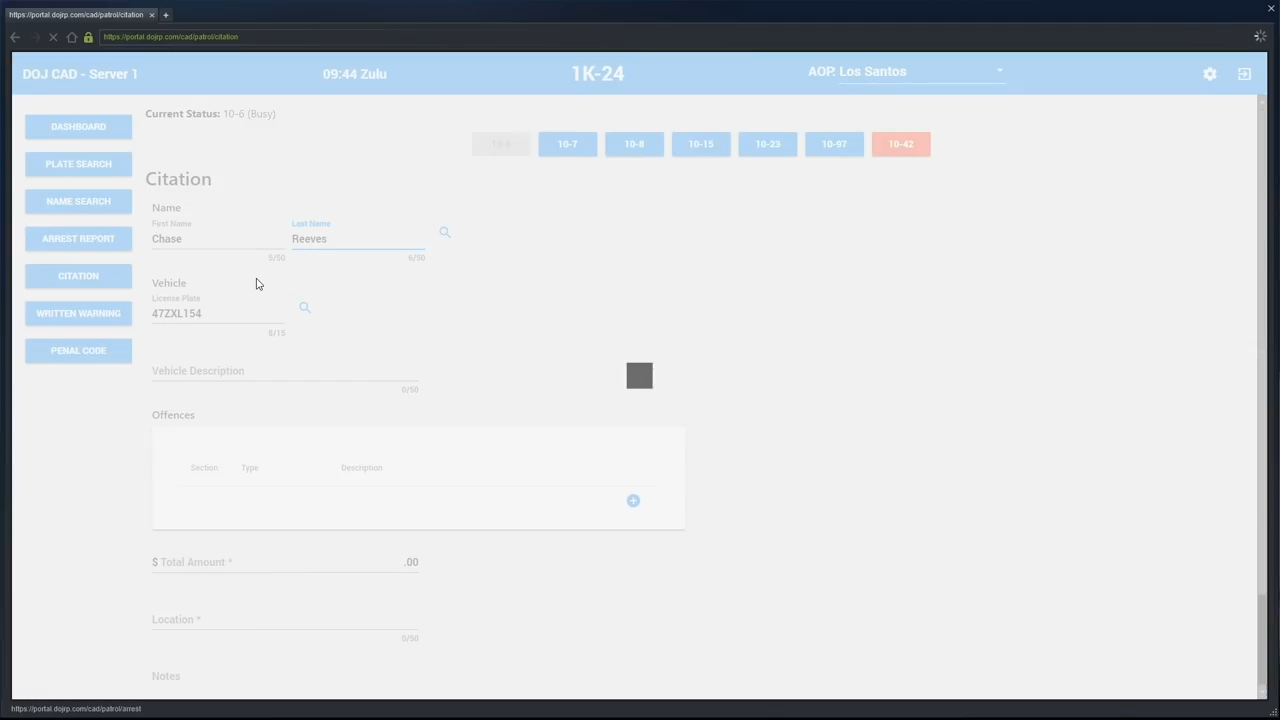 https://portal.dojrp.com/cad/patrol/citation
https://portal.dojrp.com/cad/patrol/citation
DOJ CAD - Server 1
09:44 Zulu
1K-24
AOP: Los Santos
Current Status: 10-6 (Busy)
10-7
10-8
10-15
10-23
10-97
10-42
DASHBOARD
PLATE SEARCH
NAME SEARCH
ARREST REPORT
CITATION
WRITTEN WARNING
PENAL CODE
Citation
Name
First Name
Last Name
Chase
Reeves
5/50
6/50
Vehicle
License Plate
47ZXL154
8/15
Vehicle Description
0/50
Offences
Section
Type
Description
$ Total Amount *
.00
Location *
0/50
Notes
https://portal.dojrp.com/cad/patrol/arrest